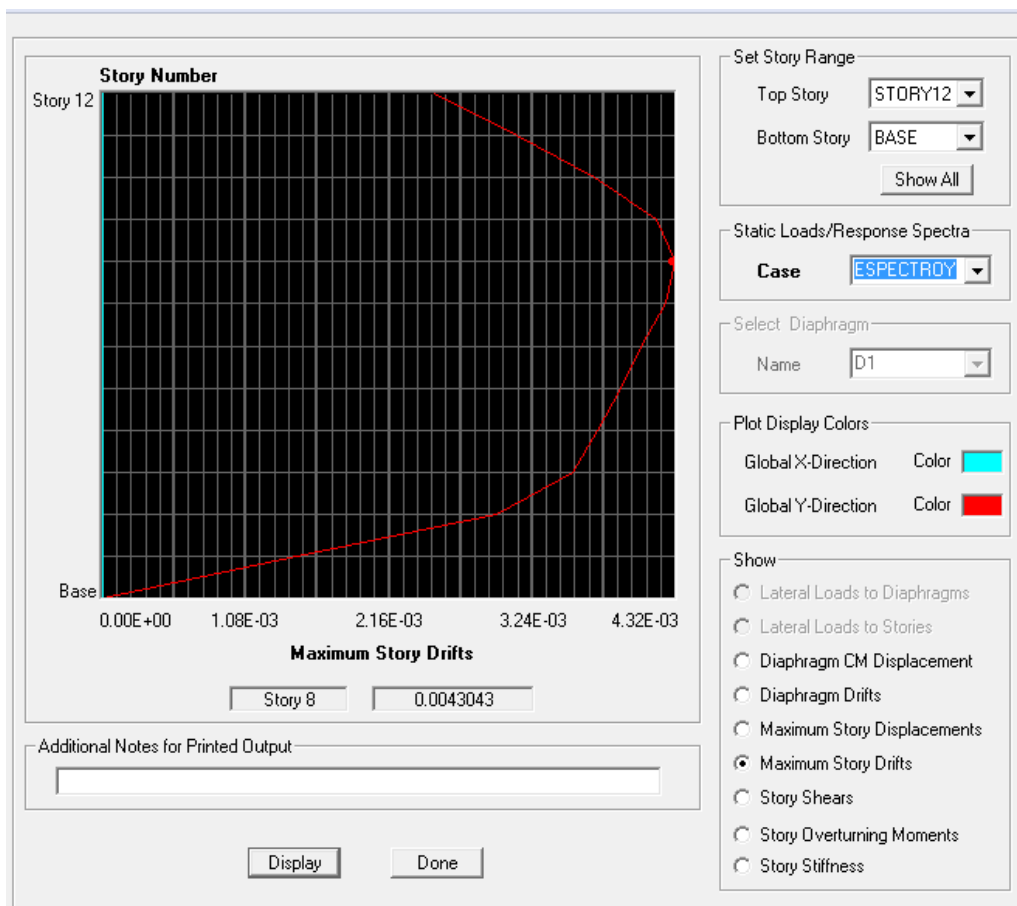 Story Number
Story 12
Base
0.00E+00 1.08E-03 2.16E-03 3.24E-03 4.32E-03
Maximum Story Drifts
Story 8 0.0043043
Additional Notes for Printed Output
Display Done
Set Story Range
Top Story STORY12
Bottom Story BASE
Show All
Static Loads/Response Spectra
Case ESPECTROY
Select Diaphragm
Name D1
Plot Display Colors
Global X-Direction Color
Global Y-Direction Color
Show
Lateral Loads to Diaphragms
Lateral Loads to Stories
Diaphragm CM Displacement
Diaphragm Drifts
Maximum Story Displacements
Maximum Story Drifts
Story Shears
Story Overturning Moments
Story Stiffness